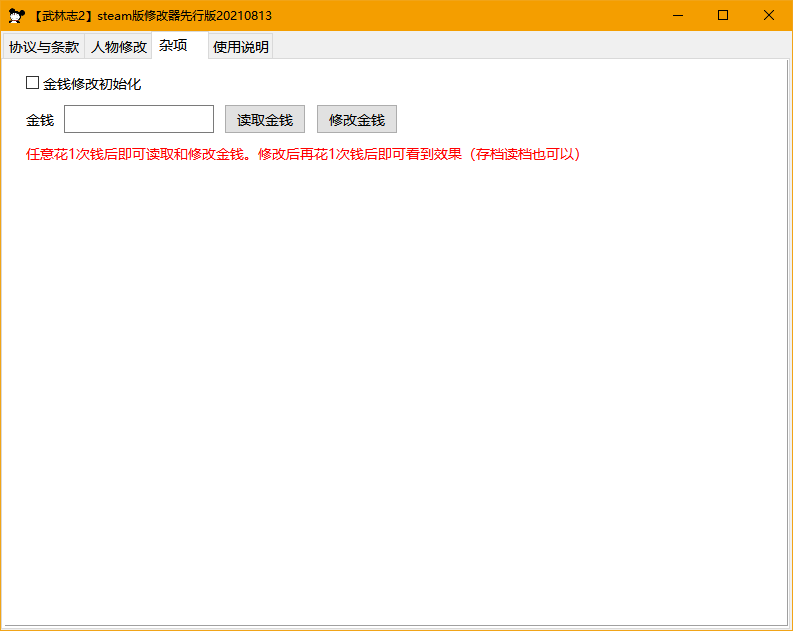 【武林志2】steam版修改器先行版20210813
协议与条款 人物修改 杂项 使用说明
金钱修改初始化
金钱 读取金钱 修改金钱
任意花1次钱后即可读取和修改金钱。修改后再花1次钱后即可看到效果（存档读档也可以）